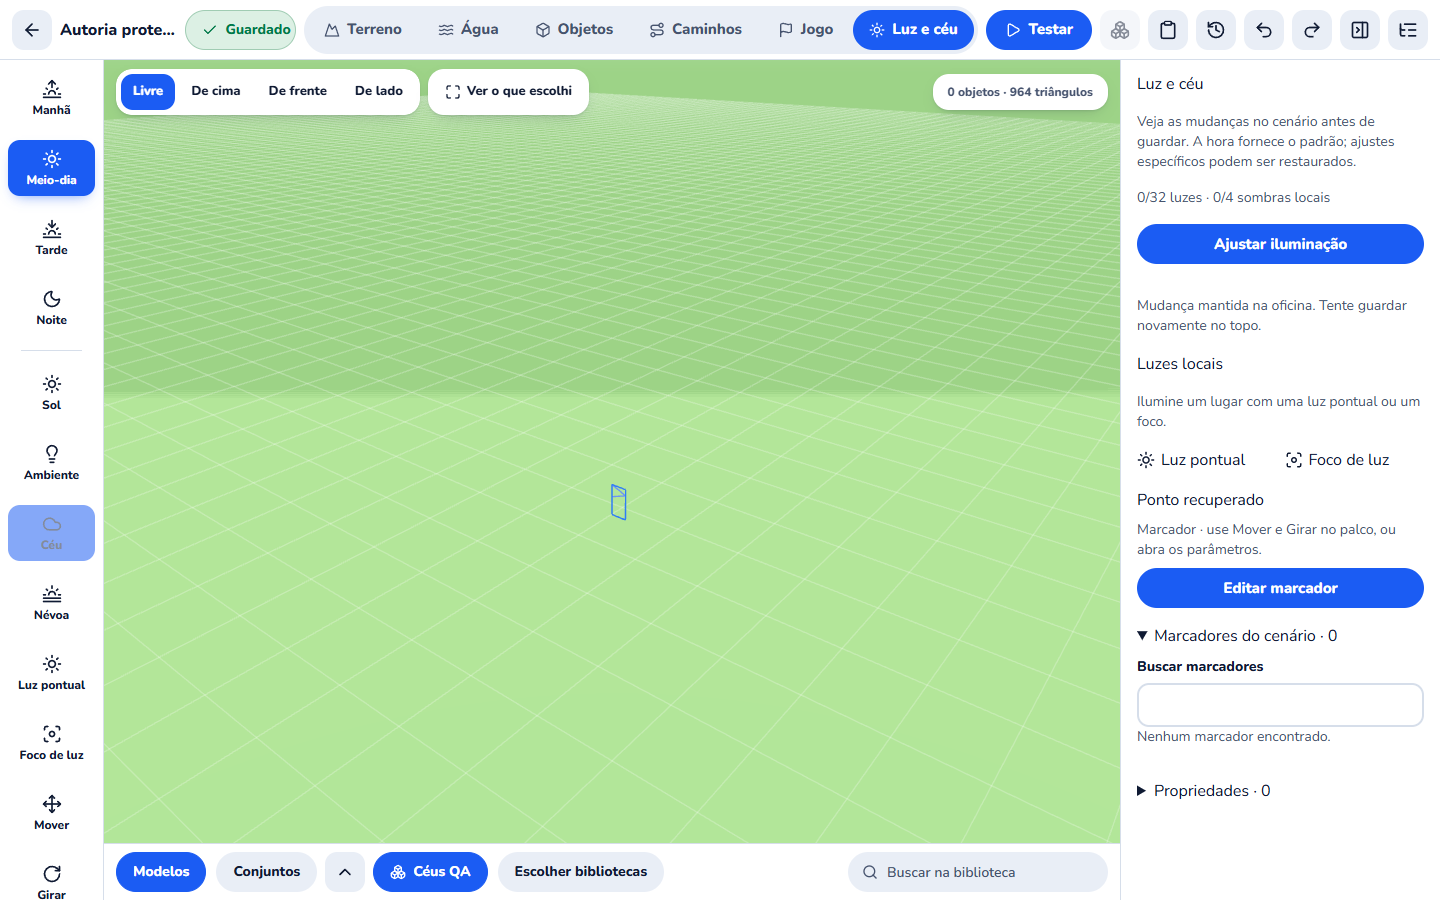 Autoria prote...
Guardado
Terreno
Água
Objetos
Caminhos
Jogo
Luz e céu
Testar
Manhã
Meio-dia
Tarde
Noite
Sol
Ambiente
Céu
Névoa
Luz pontual
Foco de luz
Mover
Girar
Livre
De cima
De frente
De lado
Ver o que escolhi
0 objetos · 964 triângulos
Luz e céu
Veja as mudanças no cenário antes de
guardar. A hora fornece o padrão; ajustes
específicos podem ser restaurados.
0/32 luzes · 0/4 sombras locais
Ajustar iluminação
Mudança mantida na oficina. Tente guardar
novamente no topo.
Luzes locais
Ilumine um lugar com uma luz pontual ou um
foco.
Luz pontual
Foco de luz
Ponto recuperado
Marcador · use Mover e Girar no palco, ou
abra os parâmetros.
Editar marcador
Marcadores do cenário · 0
Buscar marcadores
Nenhum marcador encontrado.
Propriedades · 0
Modelos
Conjuntos
Céus QA
Escolher bibliotecas
Buscar na biblioteca